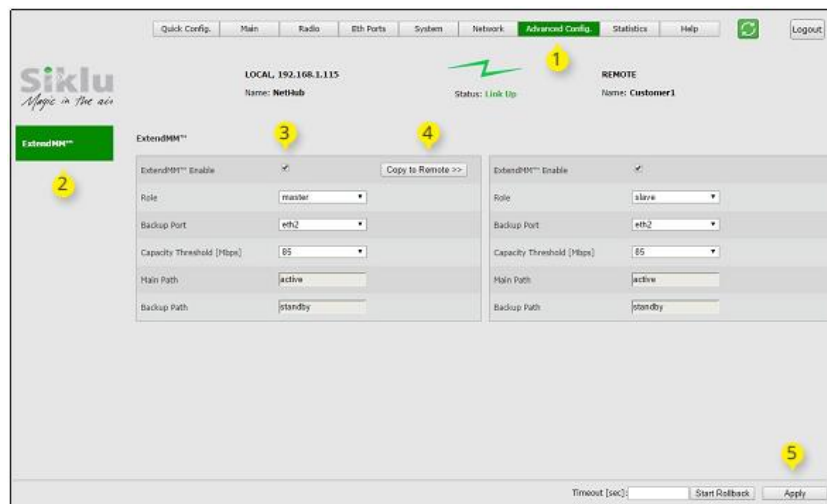 Quick Config. Main Radio Eth Ports System Network Advanced Config. Statistics Help Logout
1
Siklu
Magic in the air
LOCAL, 192.168.1.115
Name: NetHub
Status: Link Up
REMOTE
Name: Customer1
ExtendMM™
2
ExtendMM™
3
4
ExtendMM™ Enable Copy to Remote >> ExtendMM™ Enable
Role master Role slave
Backup Port eth2 Backup Port eth2
Capacity Threshold [Mbps] 85 Capacity Threshold [Mbps] 85
Main Path active Main Path active
Backup Path standby Backup Path standby
5
Timeout [sec]: Start Rollback Apply